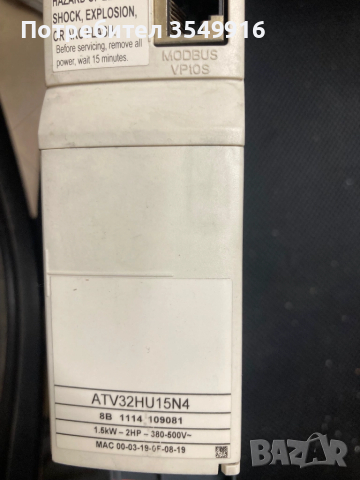 Потребител 3549916
SHOCK, EXPLOSION,
Before servicing, remove all
power, wait 15 minutes.
MODBUS
VP10S
ATV32HU15N4
8B 1114 109081
1.5kW - 2HP - 380-500V~
MAC 00-03-19-0F-08-19
BAZAR